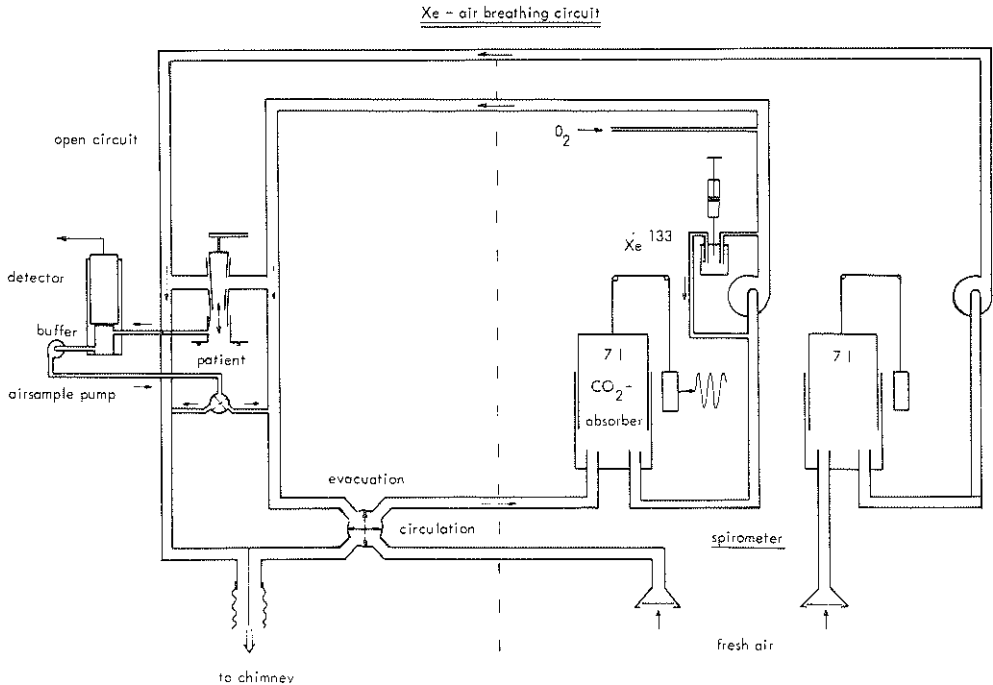 Xe - air breathing circuit
open circuit
O2
Xe 133
detector
buffer
patient
airsample pump
7 l
CO2-
absorber
7 l
evacuation
circulation
spirometer
fresh air
to chimney